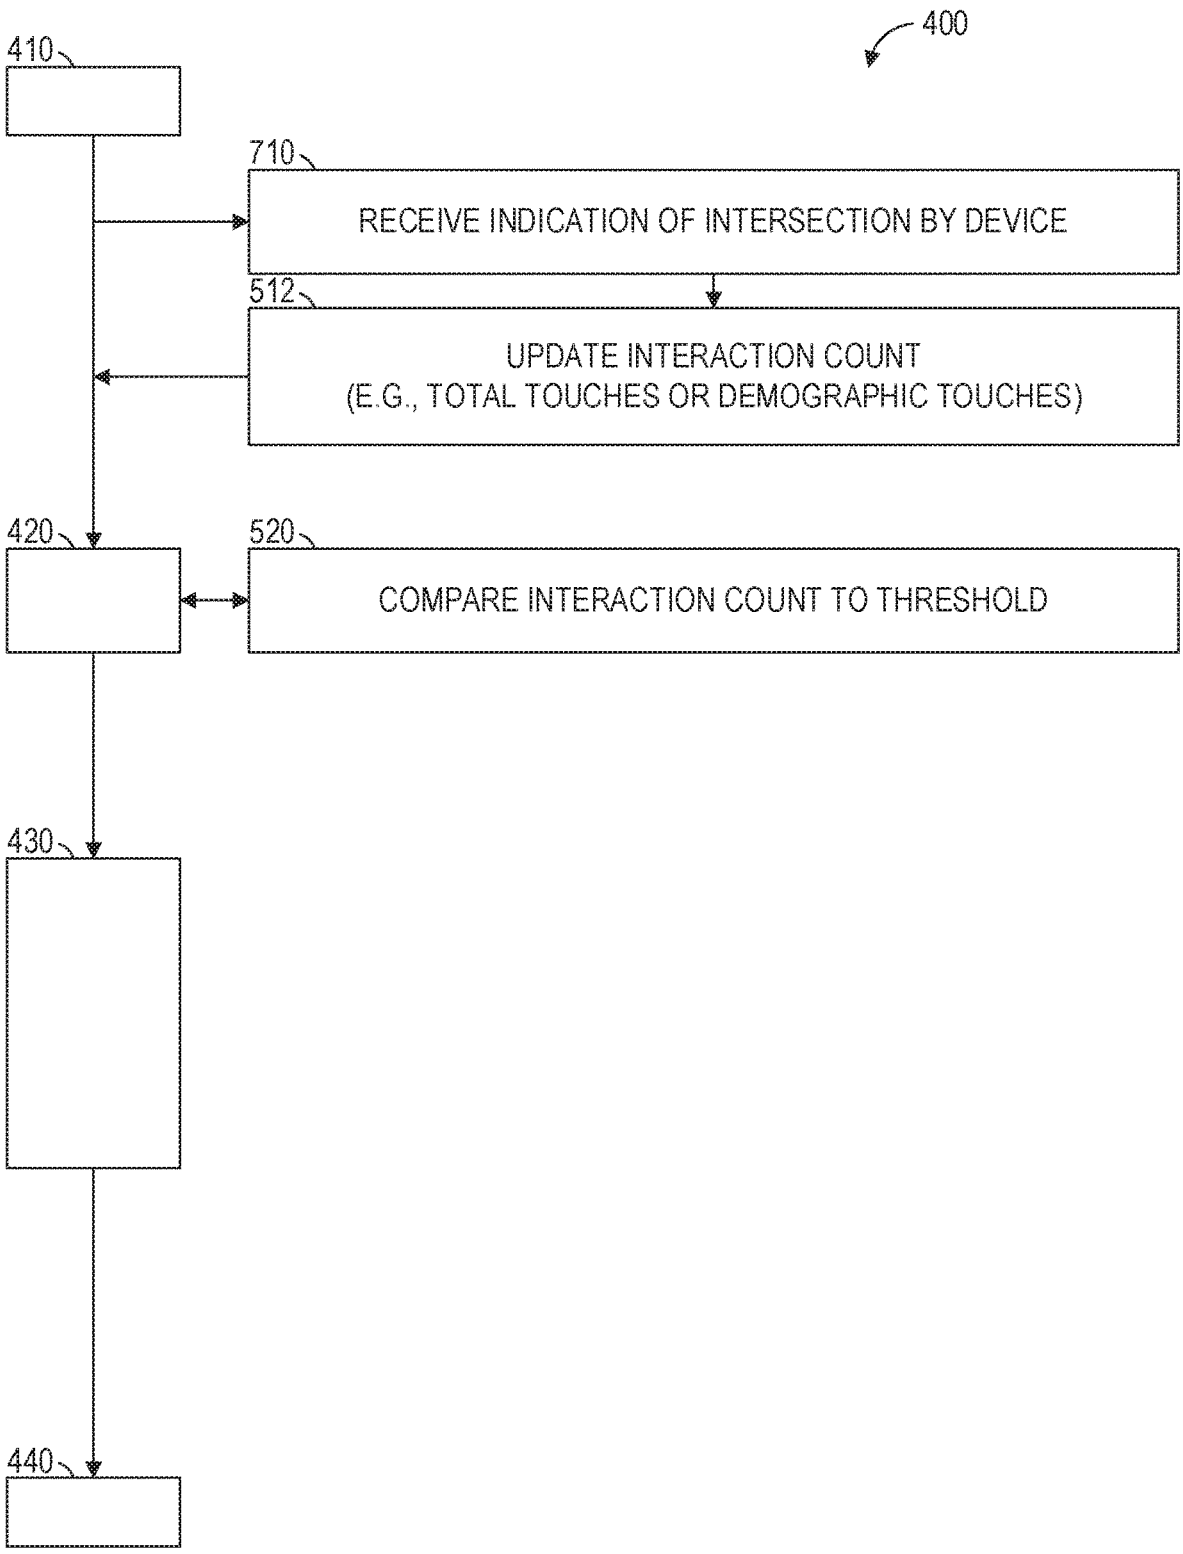 400
410
710
RECEIVE INDICATION OF INTERSECTION BY DEVICE
512
UPDATE INTERACTION COUNT
(E.G., TOTAL TOUCHES OR DEMOGRAPHIC TOUCHES)
420
520
COMPARE INTERACTION COUNT TO THRESHOLD
430
440